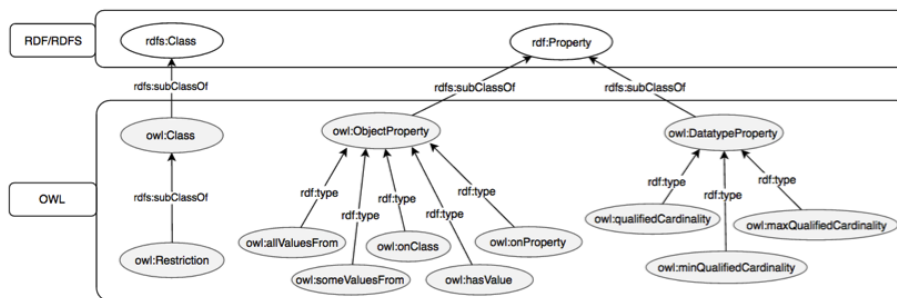 RDF/RDFS
rdfs:Class
rdf:Property
rdfs:subClassOf
rdfs:subClassOf
rdfs:subClassOf
owl:Class
owl:ObjectProperty
owl:DatatypeProperty
OWL
rdfs:subClassOf
rdf:type
rdf:type
rdf:type
rdf:type
rdf:type
rdf:type
rdf:type
rdf:type
owl:allValuesFrom
owl:onClass
owl:onProperty
owl:qualifiedCardinality
owl:maxQualifiedCardinality
owl:Restriction
owl:someValuesFrom
owl:hasValue
owl:minQualifiedCardinality